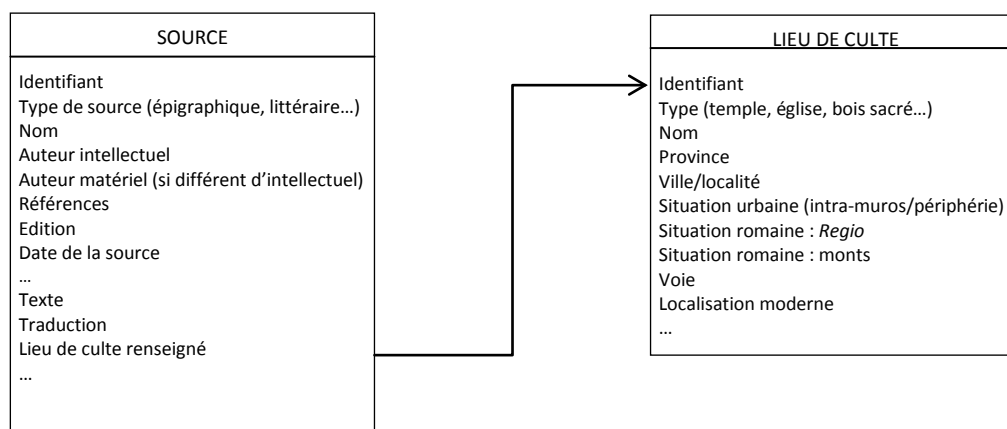 SOURCE
Identifiant
Type de source (épigraphique, littéraire…)
Nom
Auteur intellectuel
Auteur matériel (si différent d’intellectuel)
Références
Edition
Date de la source
…
Texte
Traduction
Lieu de culte renseigné
…
LIEU DE CULTE
Identifiant
Type (temple, église, bois sacré…)
Nom
Province
Ville/localité
Situation urbaine (intra-muros/périphérie)
Situation romaine : Regio
Situation romaine : monts
Voie
Localisation moderne
…